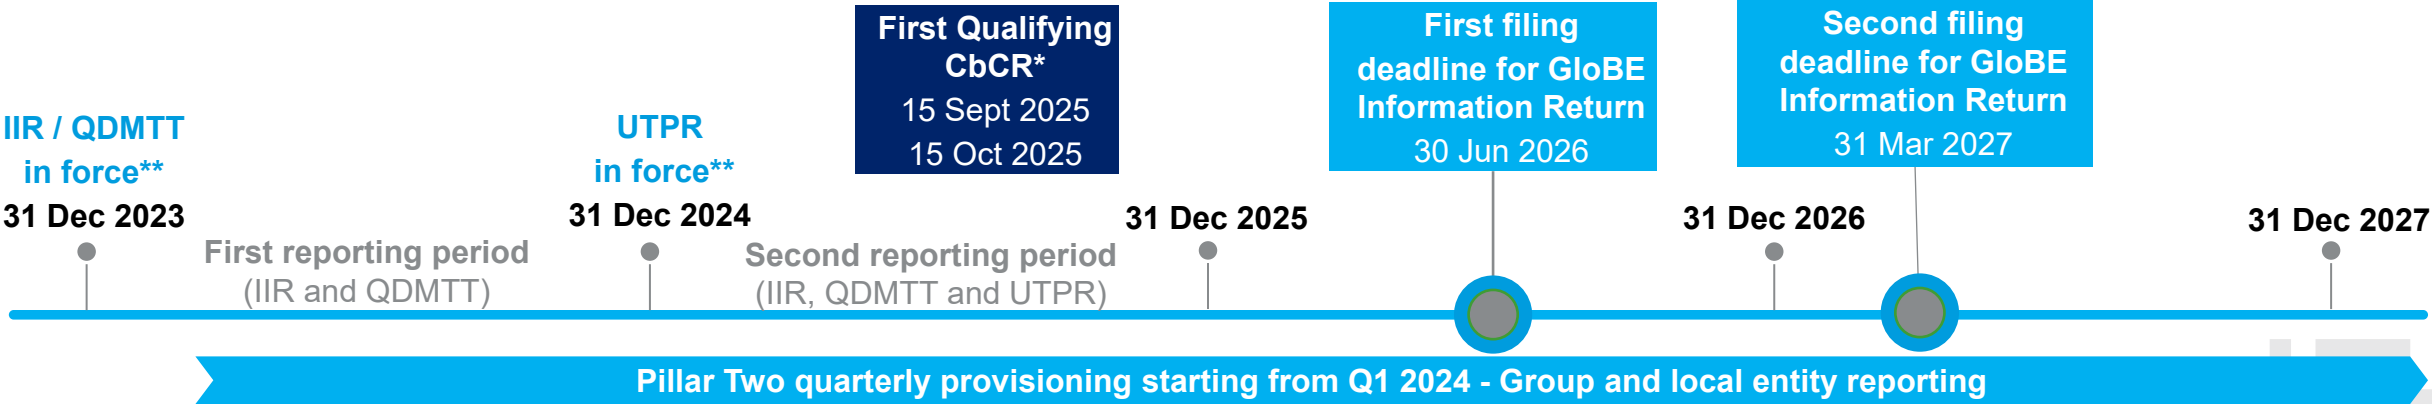 IIR / QDMTT
in force**
31 Dec 2023
First reporting period
(IIR and QDMTT)
UTPR
in force**
31 Dec 2024
Second reporting period
(IIR, QDMTT and UTPR)
First Qualifying
CbCR*
15 Sept 2025
15 Oct 2025
31 Dec 2025
First filing
deadline for GloBE
Information Return
30 Jun 2026
31 Dec 2026
Second filing
deadline for GloBE
Information Return
31 Mar 2027
31 Dec 2027
Pillar Two quarterly provisioning starting from Q1 2024 - Group and local entity reporting